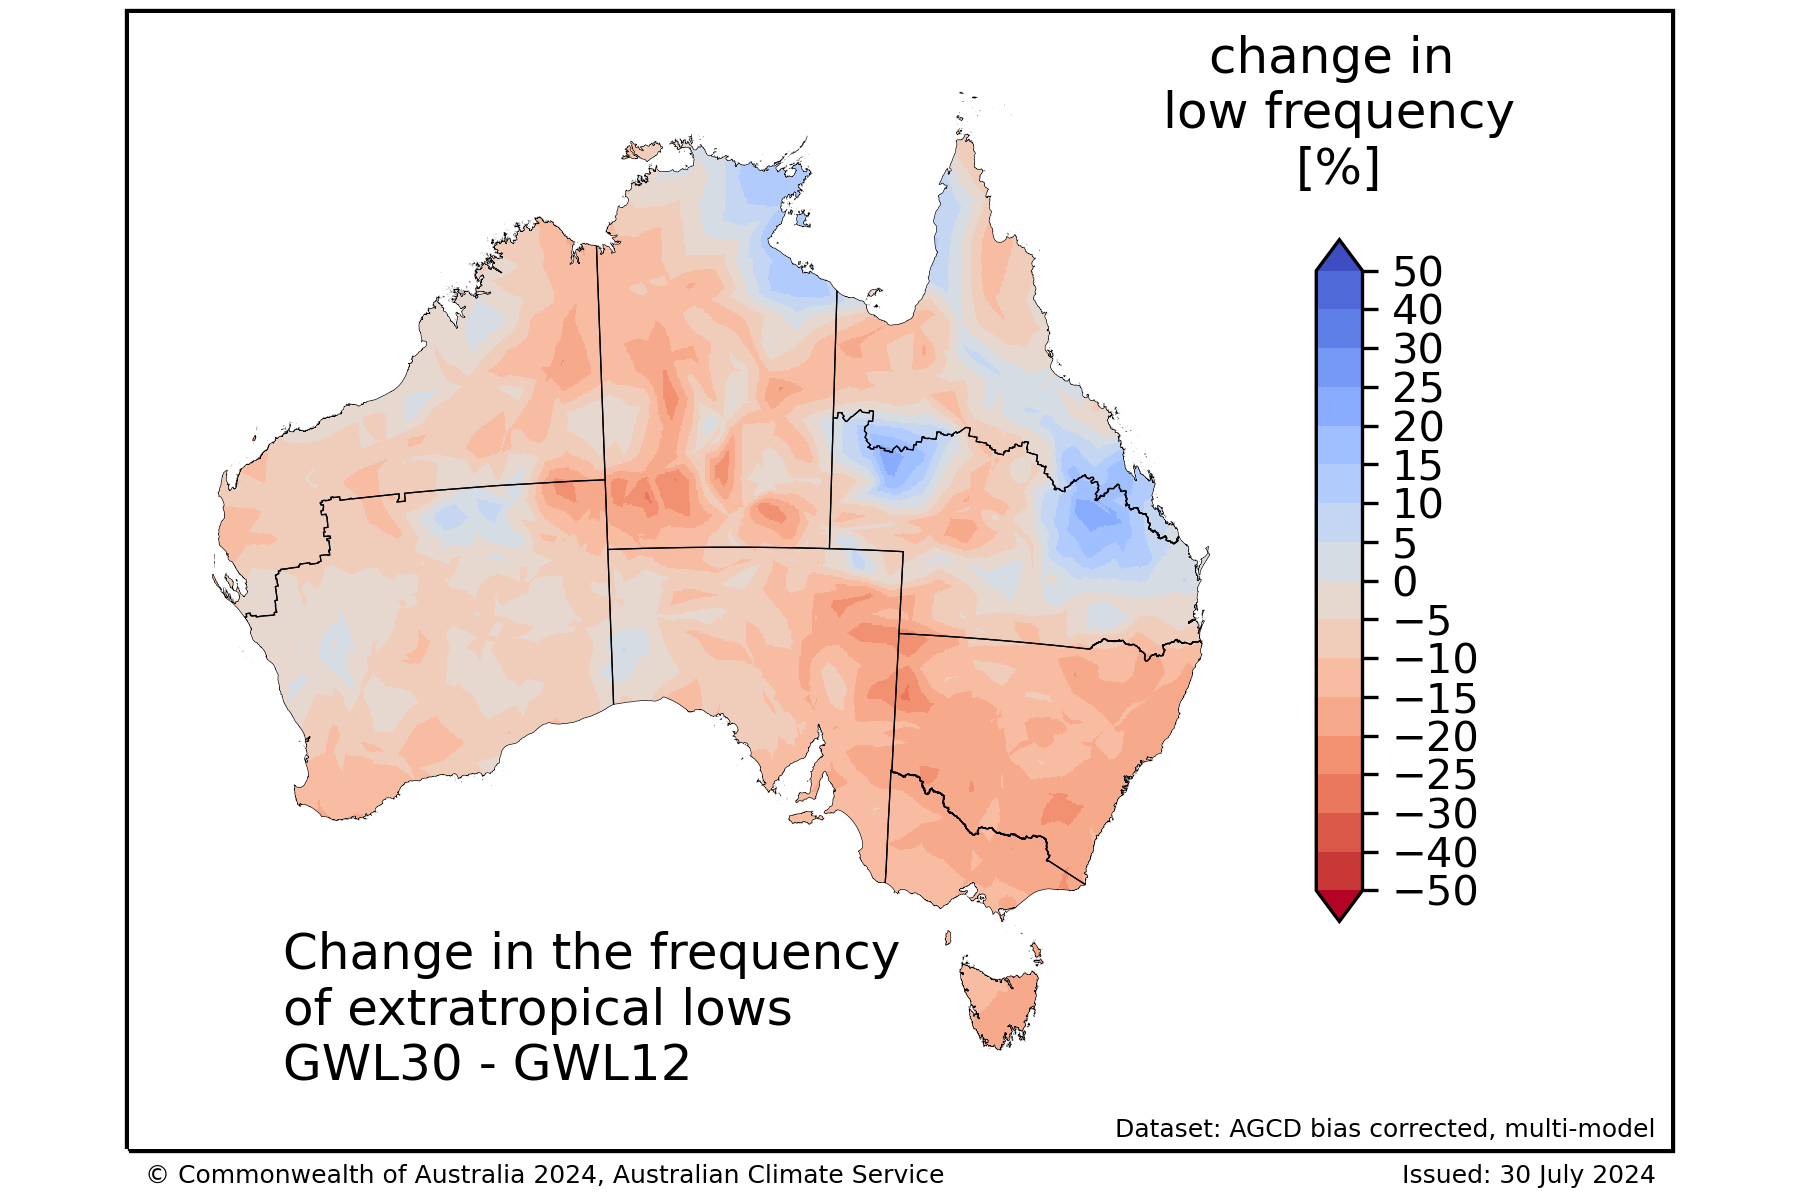 change in
low frequency
[%]
50
40
30
25
20
15
10
5
0
−5
−10
−15
−20
−25
−30
−40
−50
Change in the frequency
of extratropical lows
GWL30 - GWL12
Dataset: AGCD bias corrected, multi-model
© Commonwealth of Australia 2024, Australian Climate Service
Issued: 30 July 2024